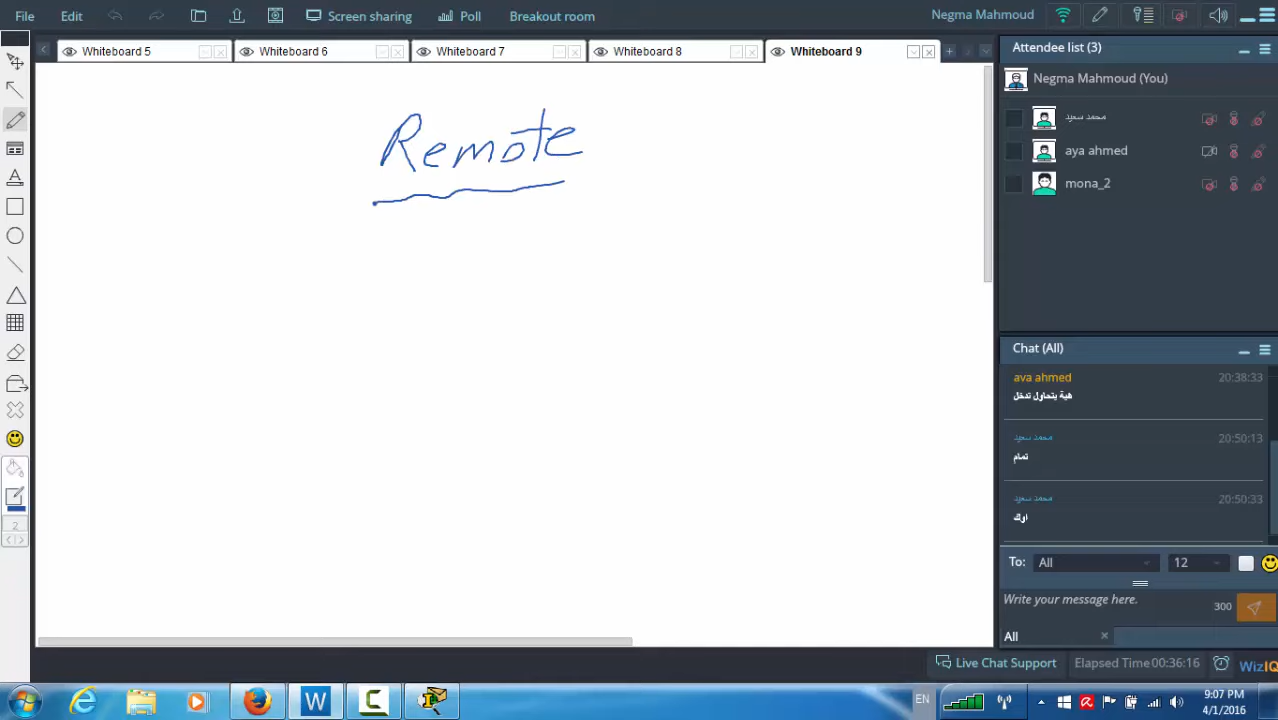 File Edit Screen sharing Poll Breakout room Negma Mahmoud
Whiteboard 5 Whiteboard 6 Whiteboard 7 Whiteboard 8 Whiteboard 9
Remote
Attendee list (3)
Negma Mahmoud (You)
محمد سعيد
aya ahmed
mona_2
Chat (All)
aya ahmed 20:38:33
هية بتحاول تدخل
محمد سعيد 20:50:13
تمام
محمد سعيد 20:50:33
اوك
To: All 12
Write your message here. 300
All
2
Live Chat Support Elapsed Time 00:36:16 WizIQ
EN 9:07 PM
4/1/2016